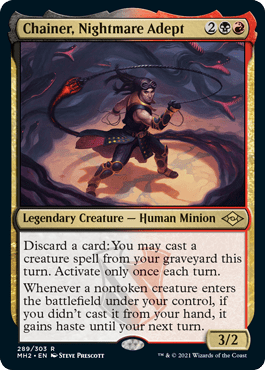 Chainer, Nightmare Adept 2
Legendary Creature — Human Minion
Discard a card: You may cast a
creature spell from your graveyard this
turn. Activate only once each turn.
Whenever a nontoken creature enters
the battlefield under your control, if
you didn't cast it from your hand, it
gains haste until your next turn.
3/2
289/303 R
MH2 • EN Steve Prescott
™ & © 2021 Wizards of the Coast